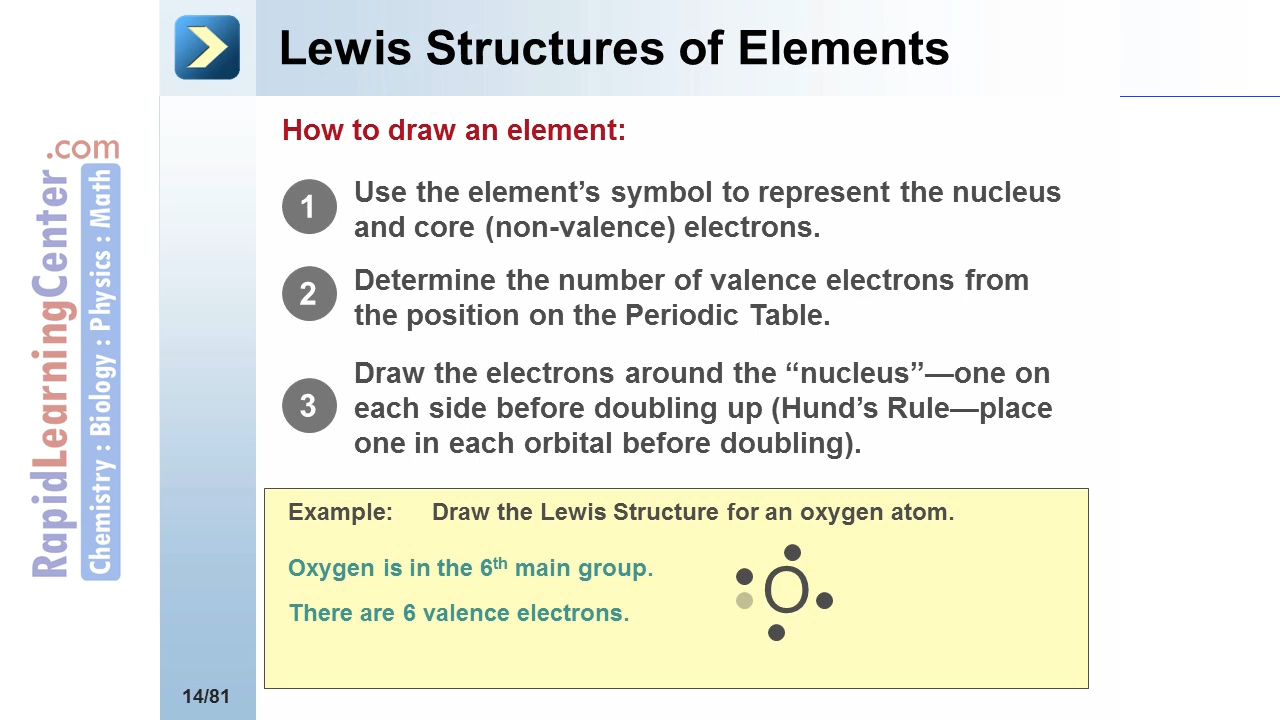 Lewis Structures of Elements
How to draw an element:
1
Use the element’s symbol to represent the nucleus
and core (non-valence) electrons.
2
Determine the number of valence electrons from
the position on the Periodic Table.
3
Draw the electrons around the “nucleus”—one on
each side before doubling up (Hund’s Rule—place
one in each orbital before doubling).
Example: Draw the Lewis Structure for an oxygen atom.
Oxygen is in the 6th main group.
There are 6 valence electrons.
O
14/81
RapidLearningCenter.com
Chemistry : Biology : Physics : Math